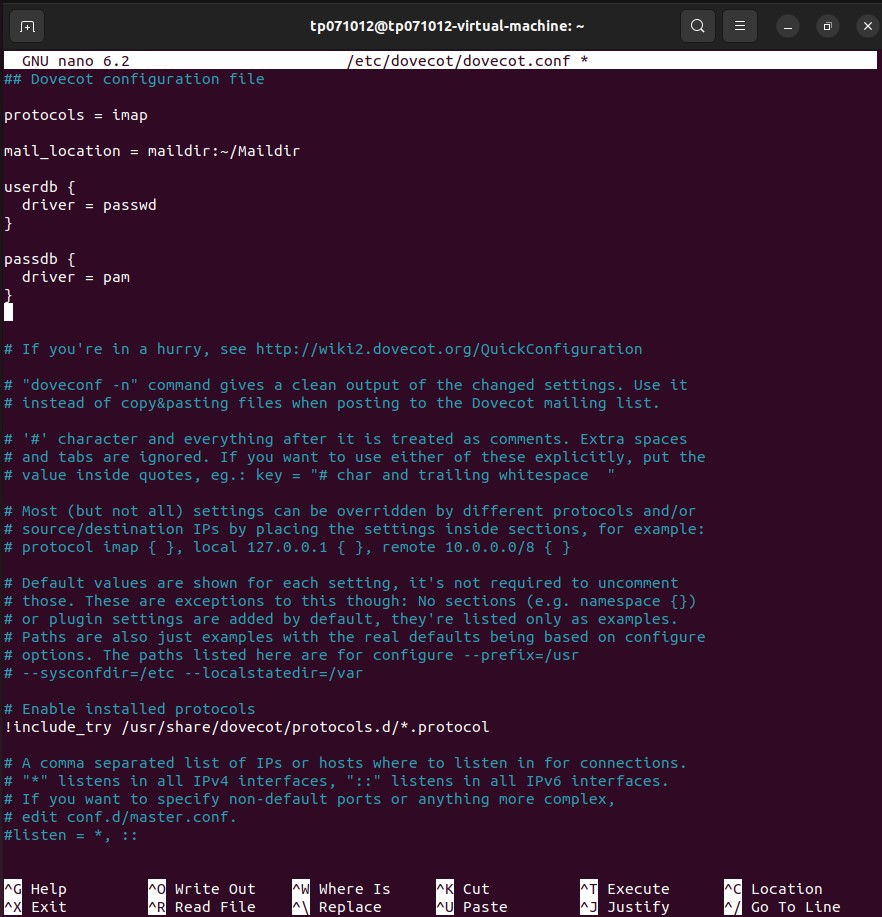 tp071012@tp071012-virtual-machine: ~
GNU nano 6.2 /etc/dovecot/dovecot.conf *
## Dovecot configuration file
protocols = imap
mail_location = maildir:~/Maildir
userdb {
  driver = passwd
}
passdb {
  driver = pam
}
# If you're in a hurry, see http://wiki2.dovecot.org/QuickConfiguration
# "doveconf -n" command gives a clean output of the changed settings. Use it
# instead of copy&pasting files when posting to the Dovecot mailing list.
# '#' character and everything after it is treated as comments. Extra spaces
# and tabs are ignored. If you want to use either of these explicitly, put the
# value inside quotes, eg.: key = "# char and trailing whitespace  "
# Most (but not all) settings can be overridden by different protocols and/or
# source/destination IPs by placing the settings inside sections, for example:
# protocol imap { }, local 127.0.0.1 { }, remote 10.0.0.0/8 { }
# Default values are shown for each setting, it's not required to uncomment
# those. These are exceptions to this though: No sections (e.g. namespace {})
# or plugin settings are added by default, they're listed only as examples.
# Paths are also just examples with the real defaults being based on configure
# options. The paths listed here are for configure --prefix=/usr
# --sysconfdir=/etc --localstatedir=/var
# Enable installed protocols
!include_try /usr/share/dovecot/protocols.d/*.protocol
# A comma separated list of IPs or hosts where to listen in for connections.
# "*" listens in all IPv4 interfaces, "::" listens in all IPv6 interfaces.
# If you want to specify non-default ports or anything more complex,
# edit conf.d/master.conf.
#listen = *, ::
^G Help ^O Write Out ^W Where Is ^K Cut ^T Execute ^C Location
^X Exit ^R Read File ^\ Replace ^U Paste ^J Justify ^/ Go To Line